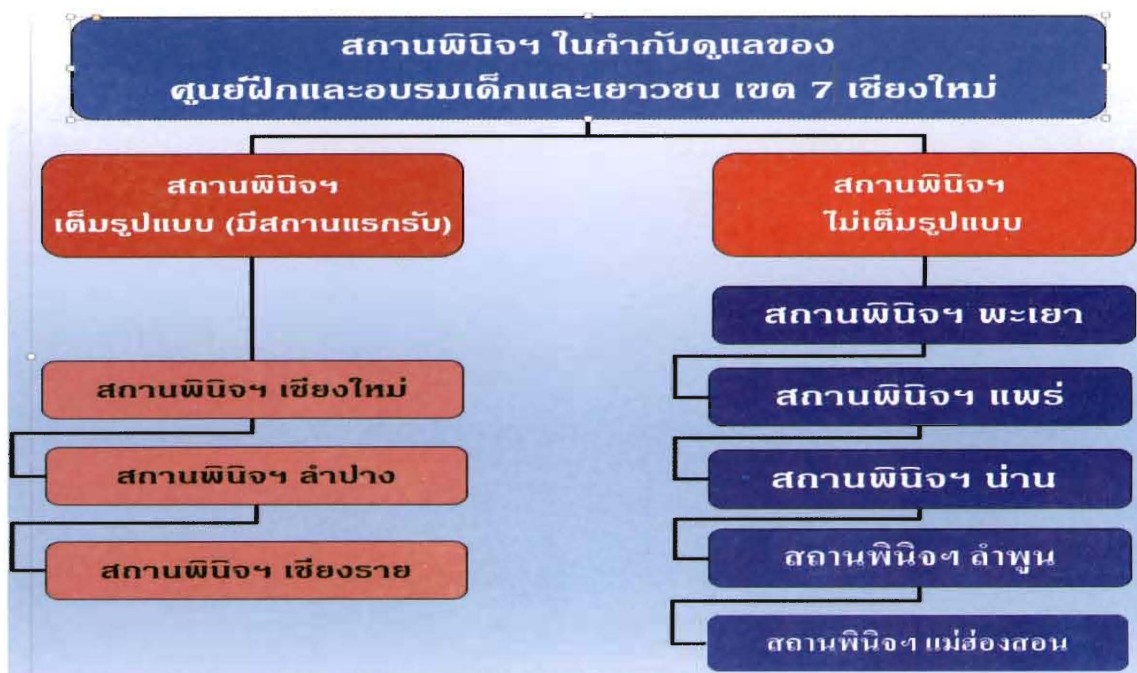 สถานพินิจฯ ในกำกับดูแลของ
ศูนย์ฝึกและอบรมเด็กและเยาวชน เขต 7 เชียงใหม่
สถานพินิจฯ
เต็มรูปแบบ (มีสถานแรกรับ)
สถานพินิจฯ เชียงใหม่
สถานพินิจฯ ลำปาง
สถานพินิจฯ เชียงราย
สถานพินิจฯ
ไม่เต็มรูปแบบ
สถานพินิจฯ พะเยา
สถานพินิจฯ แพร่
สถานพินิจฯ น่าน
สถานพินิจฯ ลำพูน
สถานพินิจฯ แม่ฮ่องสอน